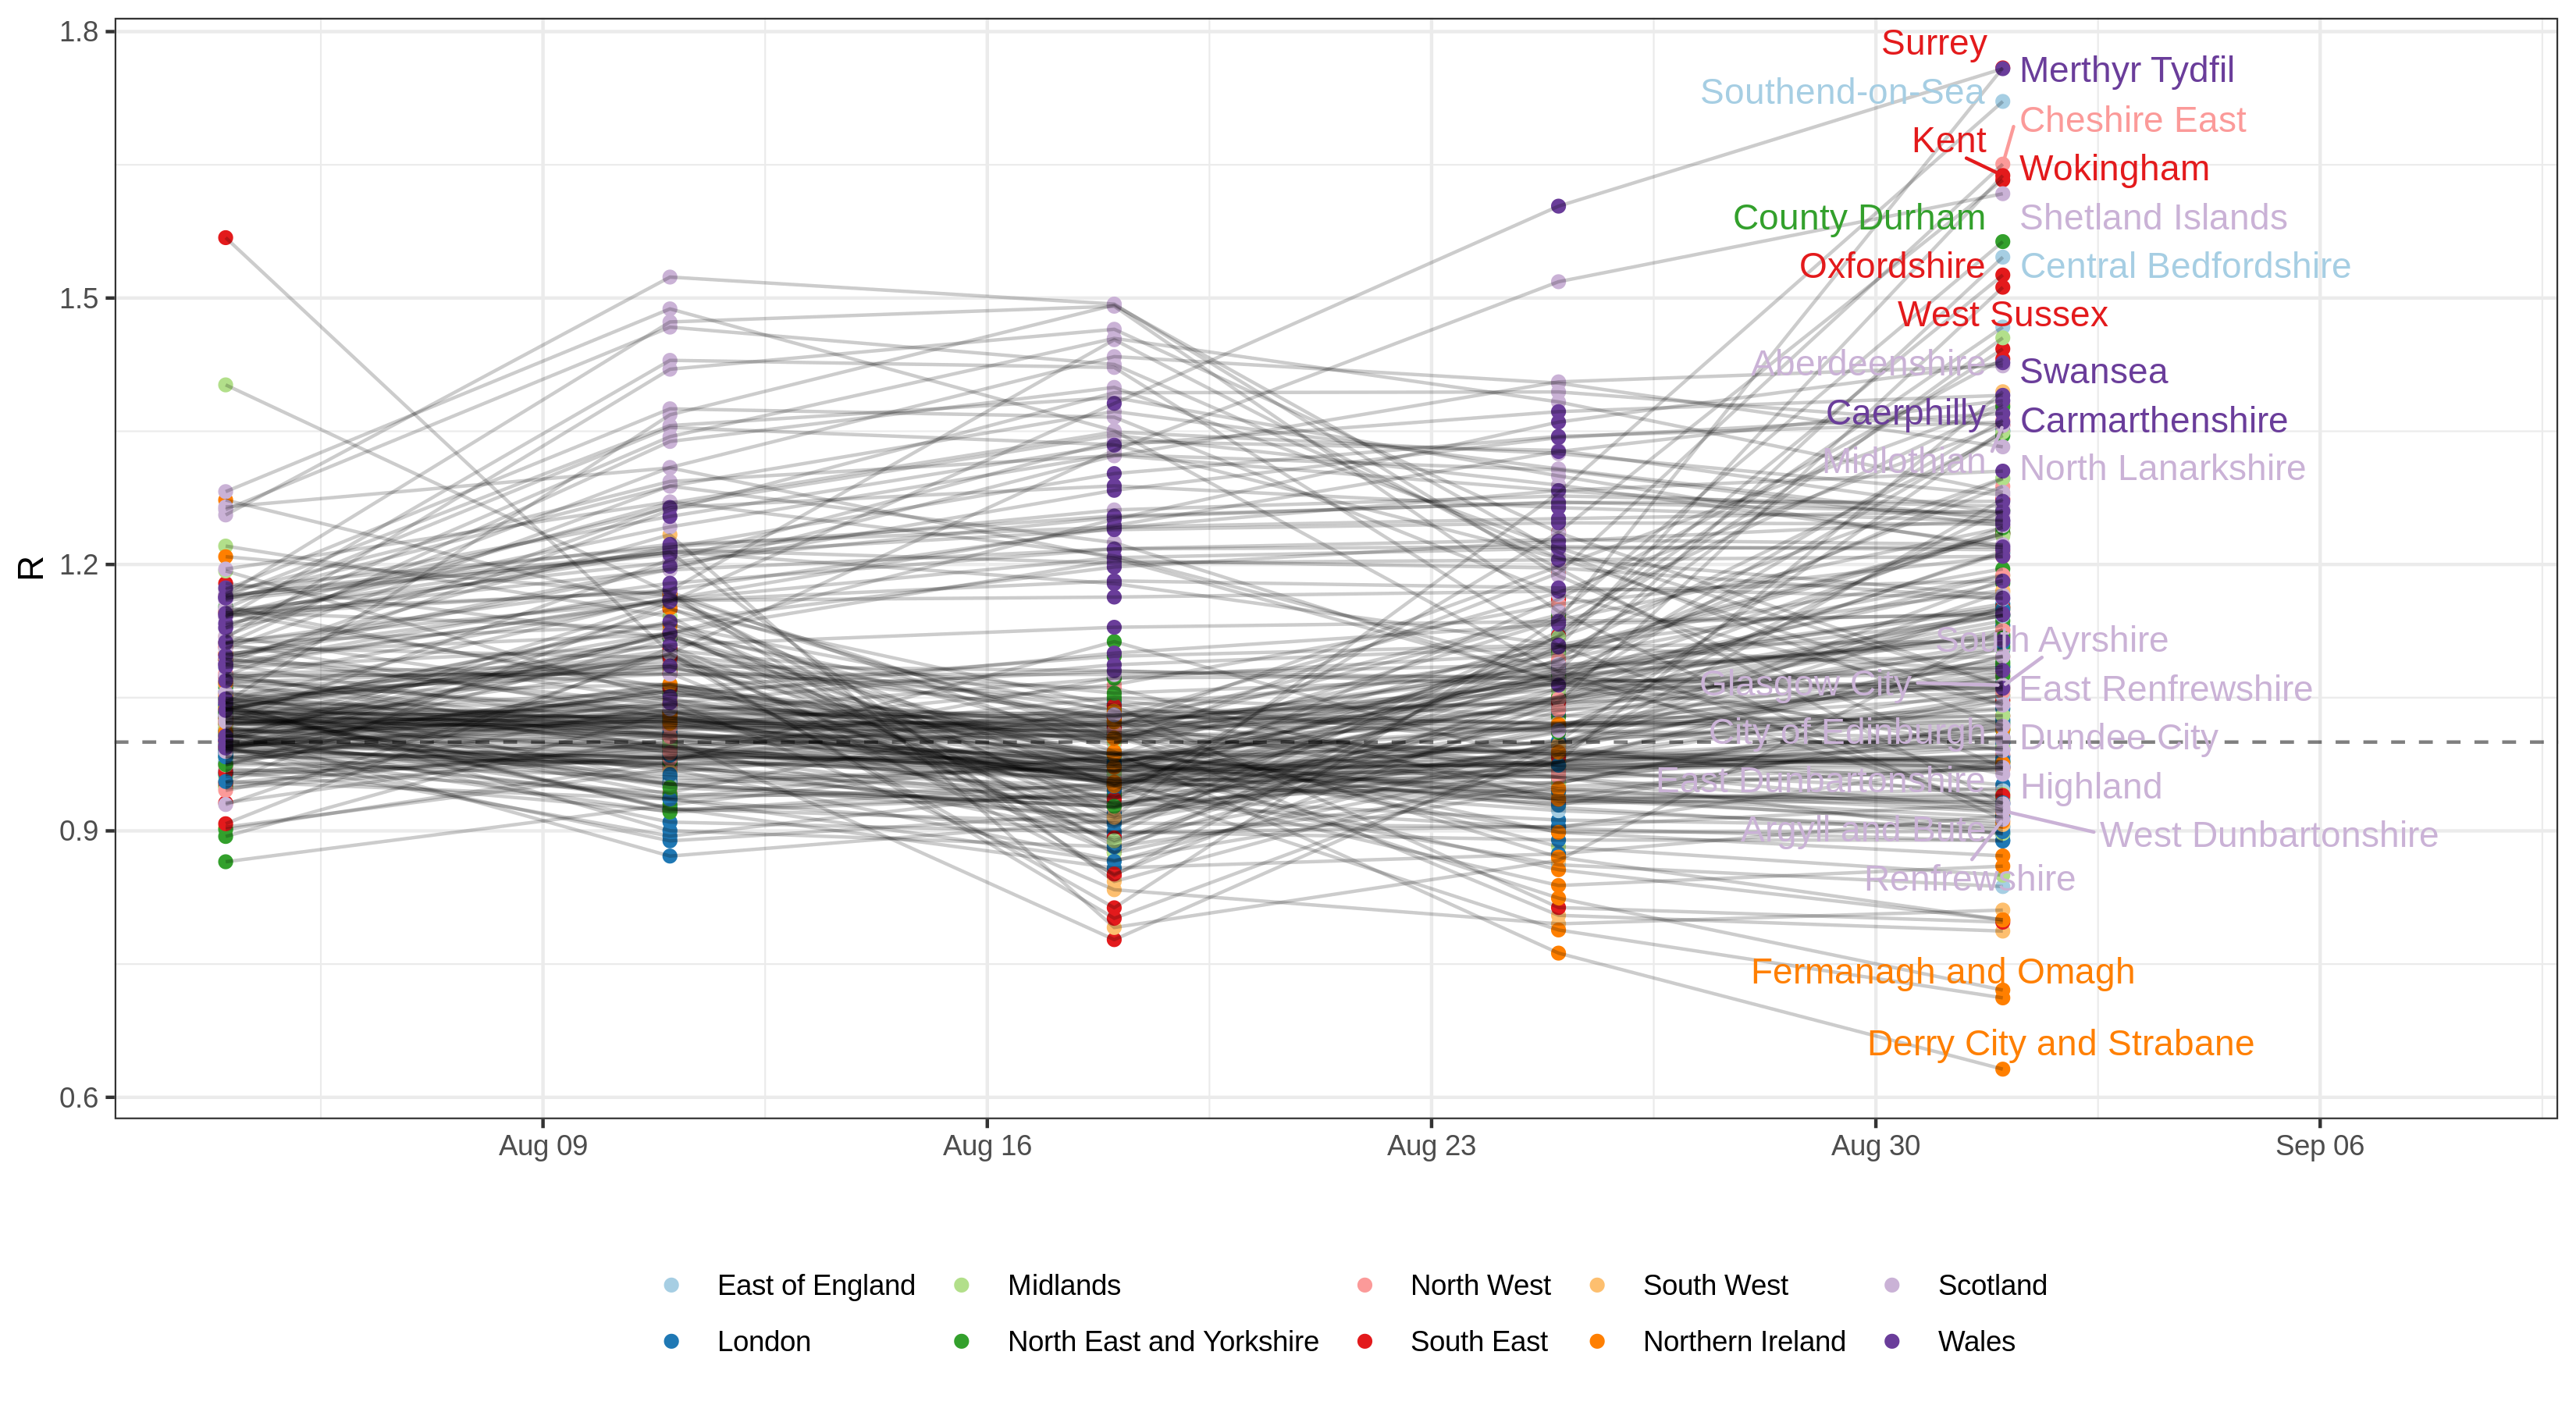 1.8
1.5
1.2
0.9
0.6
R
Surrey
Merthyr Tydfil
Southend-on-Sea
Cheshire East
Kent
Wokingham
County Durham
Shetland Islands
Oxfordshire
Central Bedfordshire
West Sussex
Aberdeenshire
Swansea
Caerphilly
Carmarthenshire
Midlothian
North Lanarkshire
South Ayrshire
Glasgow City
East Renfrewshire
City of Edinburgh
Dundee City
East Dunbartonshire
Highland
Argyll and Bute
West Dunbartonshire
Renfrewshire
Fermanagh and Omagh
Derry City and Strabane
Aug 09
Aug 16
Aug 23
Aug 30
Sep 06
East of England
Midlands
North West
South West
Scotland
London
North East and Yorkshire
South East
Northern Ireland
Wales